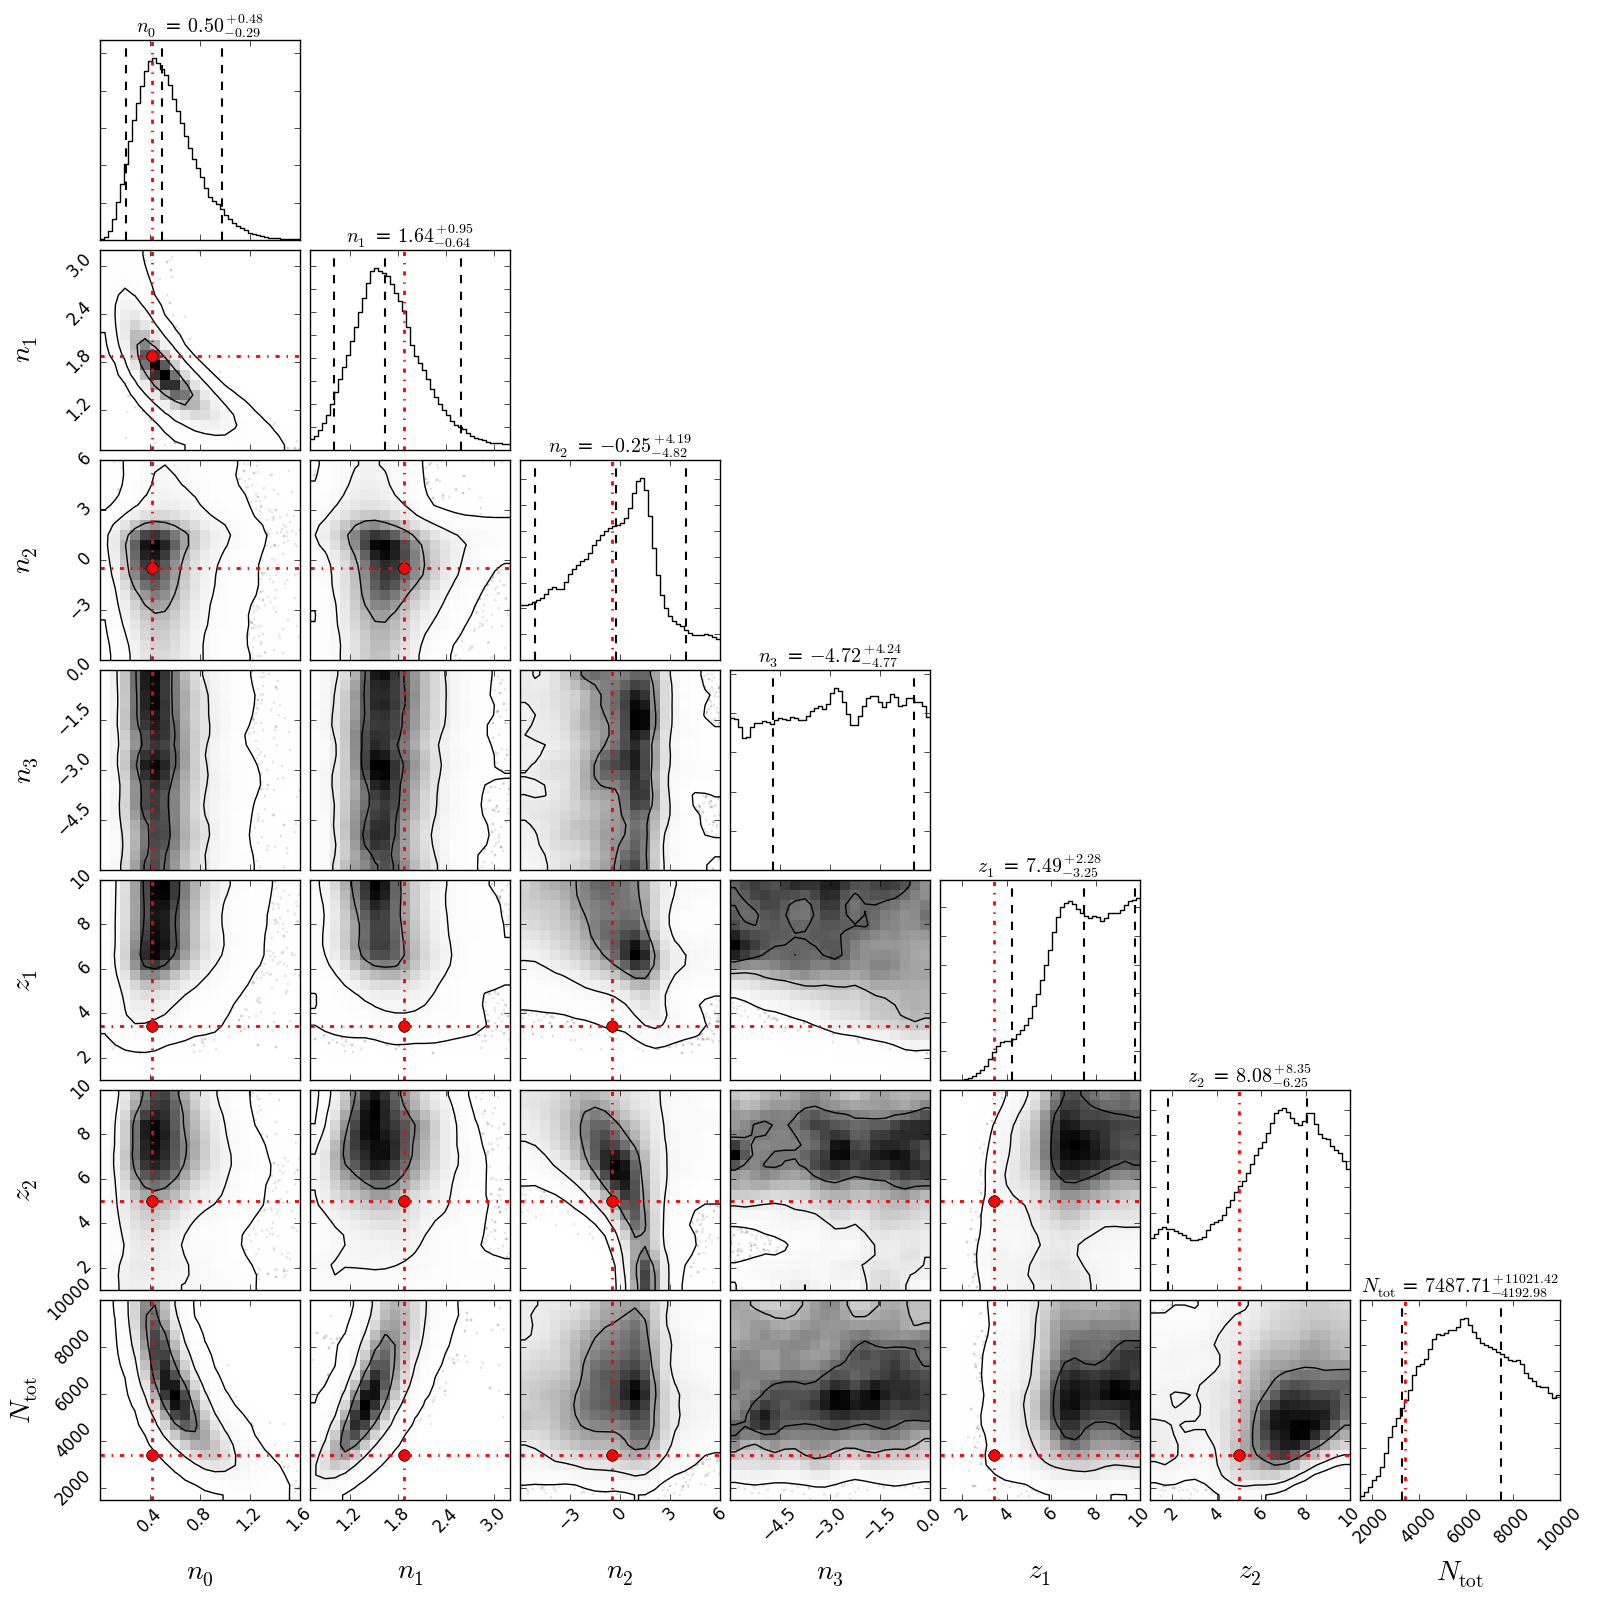 n_0 = 0.50^{+0.48}_{-0.29}
n_1 = 1.64^{+0.95}_{-0.64}
3.0
2.4
1.8
1.2
n_1
n_2 = −0.25^{+4.19}_{-4.82}
6
3
0
−3
n_2
n_3 = −4.72^{+4.24}_{-4.77}
0.0
−1.5
−3.0
−4.5
n_3
z_1 = 7.49^{+2.28}_{-3.25}
10
8
6
4
2
z_1
z_2 = 8.08^{+8.35}_{-6.25}
10
8
6
4
2
z_2
N_tot = 7487.71^{+11021.42}_{-4192.98}
10000
8000
6000
4000
2000
N_tot
0.4 0.8 1.2 1.6 1.2 1.8 2.4 3.0 −3 0 3 6 −4.5 −3.0 −1.5 0.0 2 4 6 8 10 2 4 6 8 10 2000 4000 6000 8000 10000
n_0 n_1 n_2 n_3 z_1 z_2 N_tot